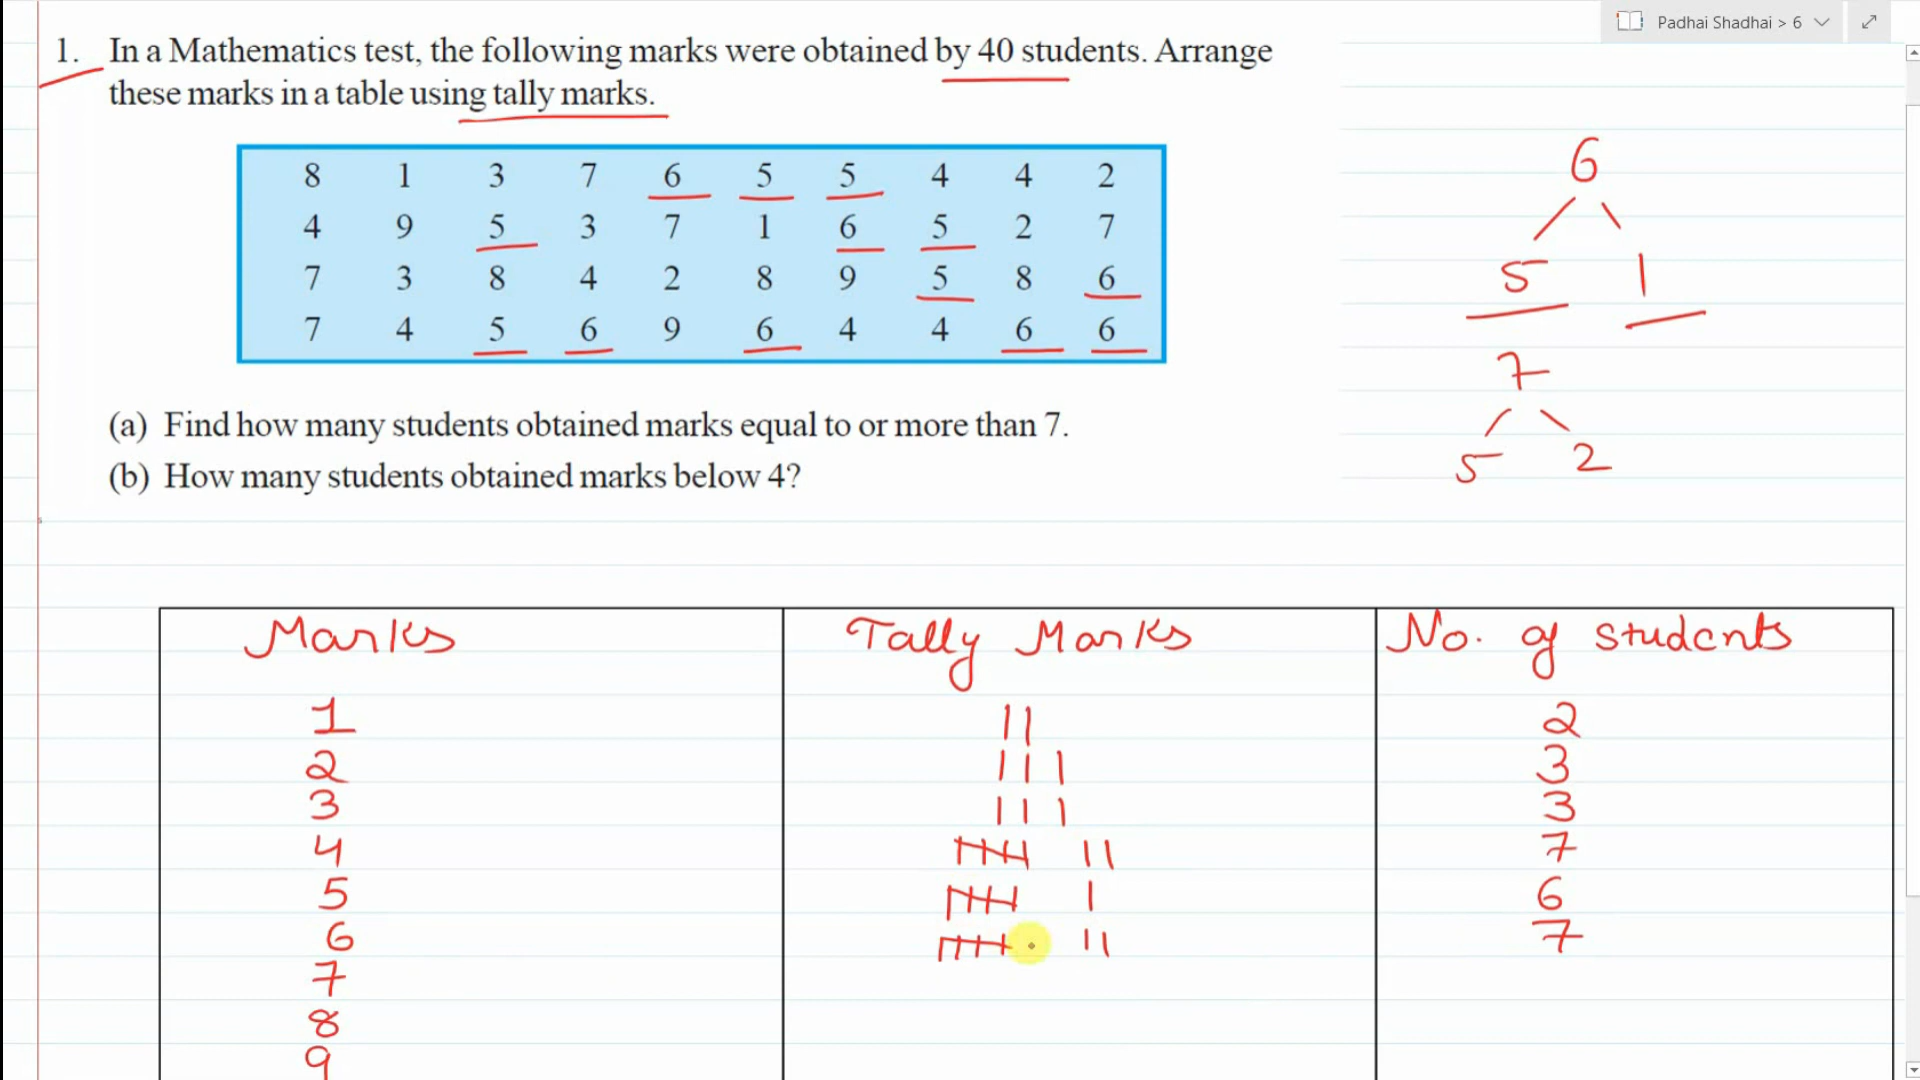 Padhai Shadhai > 6
1. In a Mathematics test, the following marks were obtained by 40 students. Arrange
these marks in a table using tally marks.
8 1 3 7 6 5 5 4 4 2
4 9 5 3 7 1 6 5 2 7
7 3 8 4 2 8 9 5 8 6
7 4 5 6 9 6 4 4 6 6
6
5 1
7
5 2
(a) Find how many students obtained marks equal to or more than 7.
(b) How many students obtained marks below 4?
Marks Tally Marks No. of students
1 || 2
2 ||| 3
3 ||| 3
4 |||| || 7
5 |||| | 6
6 |||| || 7
7
8
9